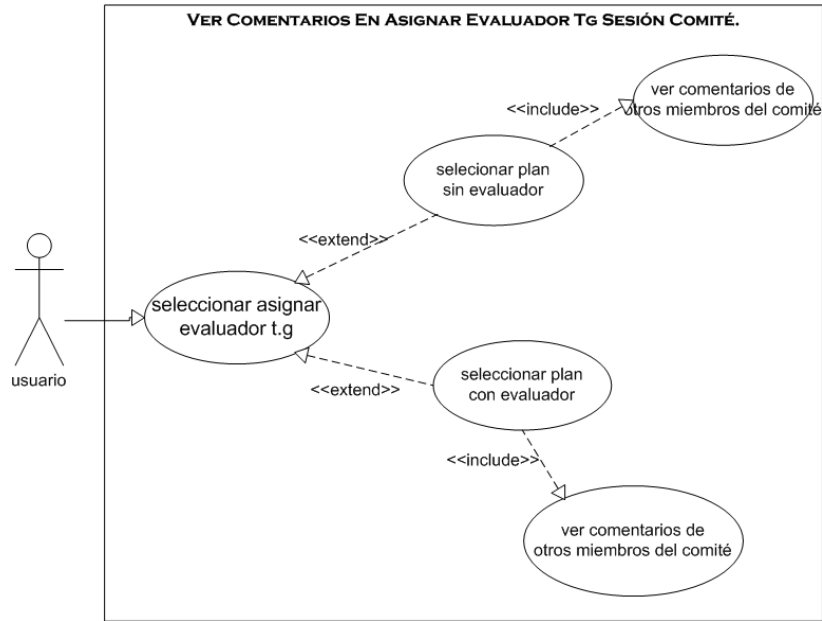 VER COMENTARIOS EN ASIGNAR EVALUADOR TG SESIÓN COMITÉ.
ver comentarios de
otros miembros del comité
<<include>>
selecionar plan
sin evaluador
<<extend>>
seleccionar asignar
evaluador t.g
usuario
seleccionar plan
con evaluador
<<extend>>
<<include>>
ver comentarios de
otros miembros del comité